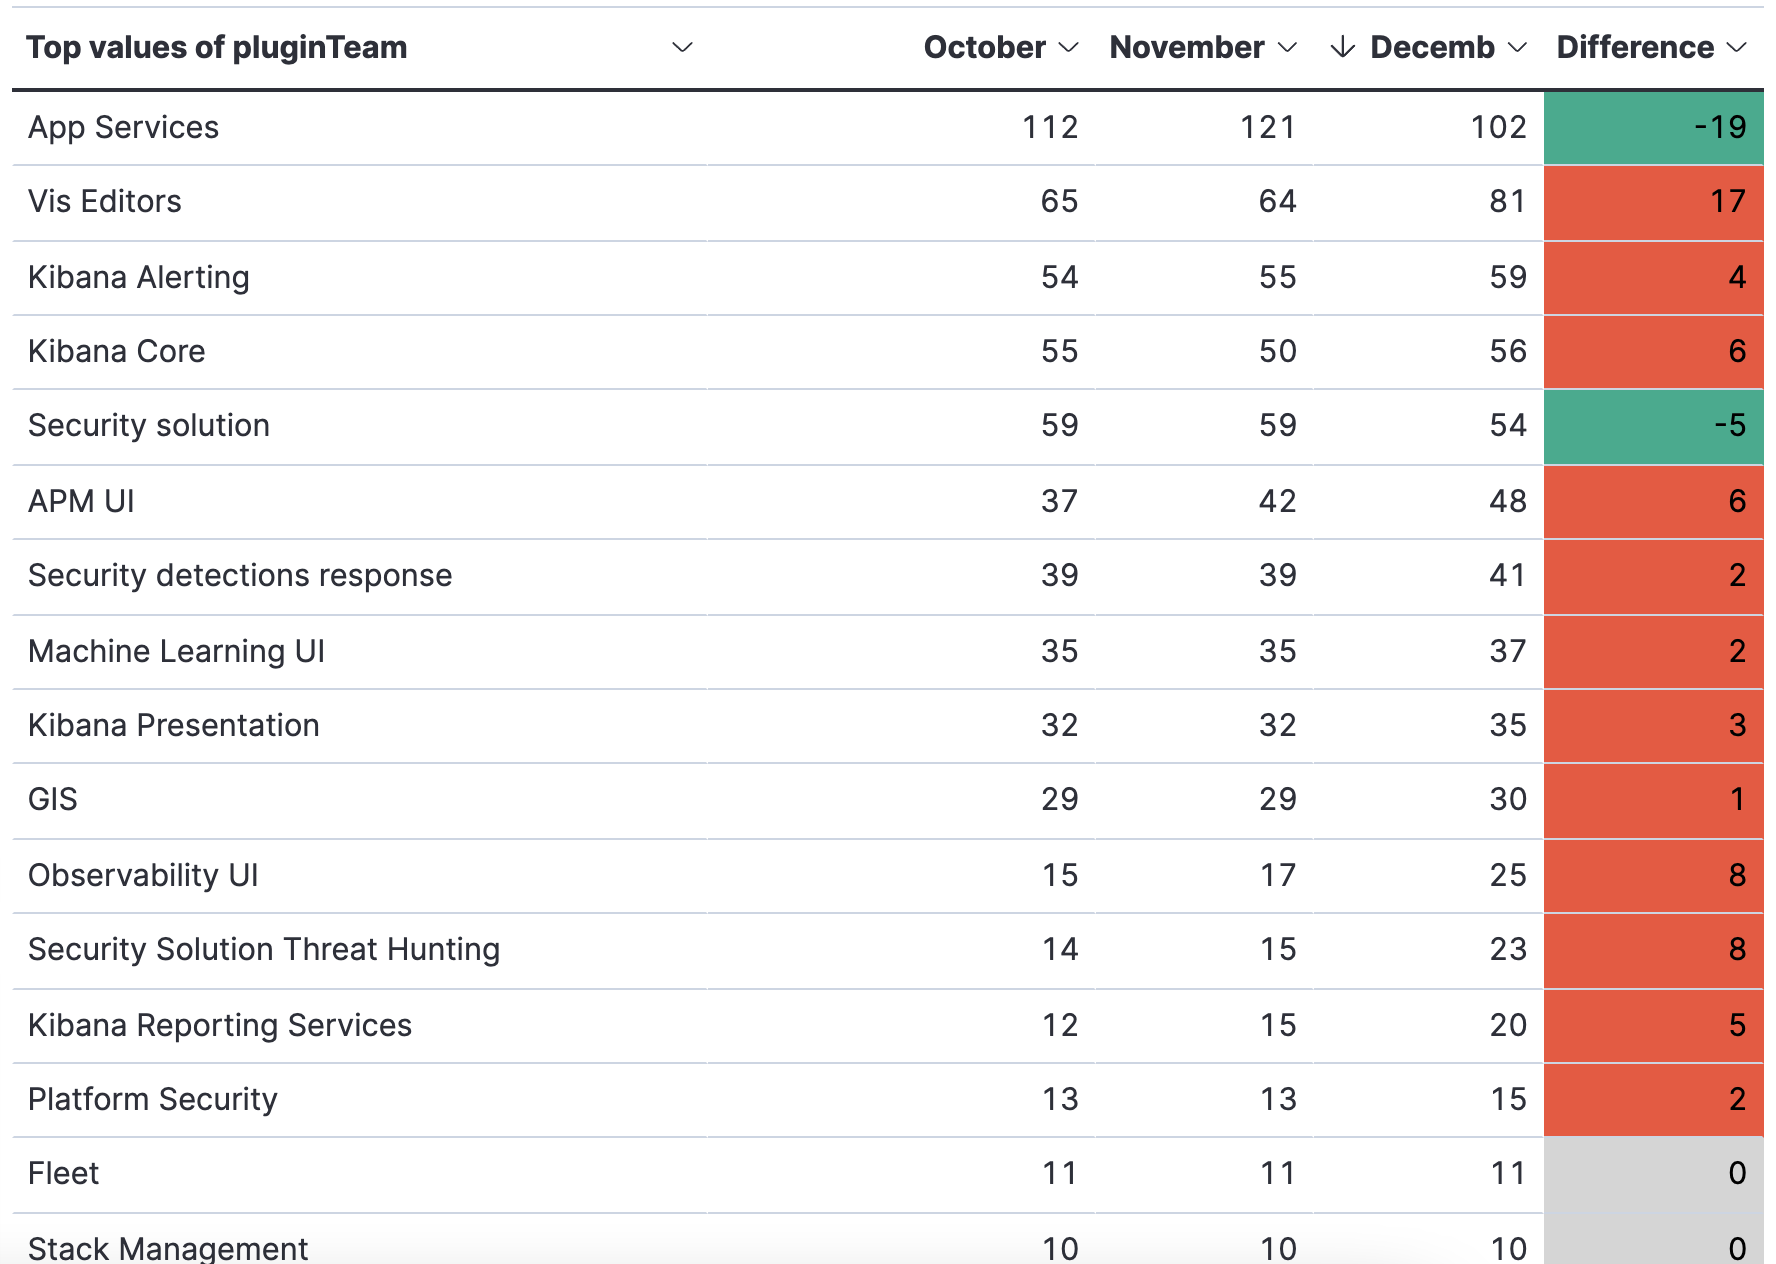 Top values of pluginTeam October November Decemb Difference
App Services 112 121 102 -19
Vis Editors 65 64 81 17
Kibana Alerting 54 55 59 4
Kibana Core 55 50 56 6
Security solution 59 59 54 -5
APM UI 37 42 48 6
Security detections response 39 39 41 2
Machine Learning UI 35 35 37 2
Kibana Presentation 32 32 35 3
GIS 29 29 30 1
Observability UI 15 17 25 8
Security Solution Threat Hunting 14 15 23 8
Kibana Reporting Services 12 15 20 5
Platform Security 13 13 15 2
Fleet 11 11 11 0
Stack Management 10 10 10 0